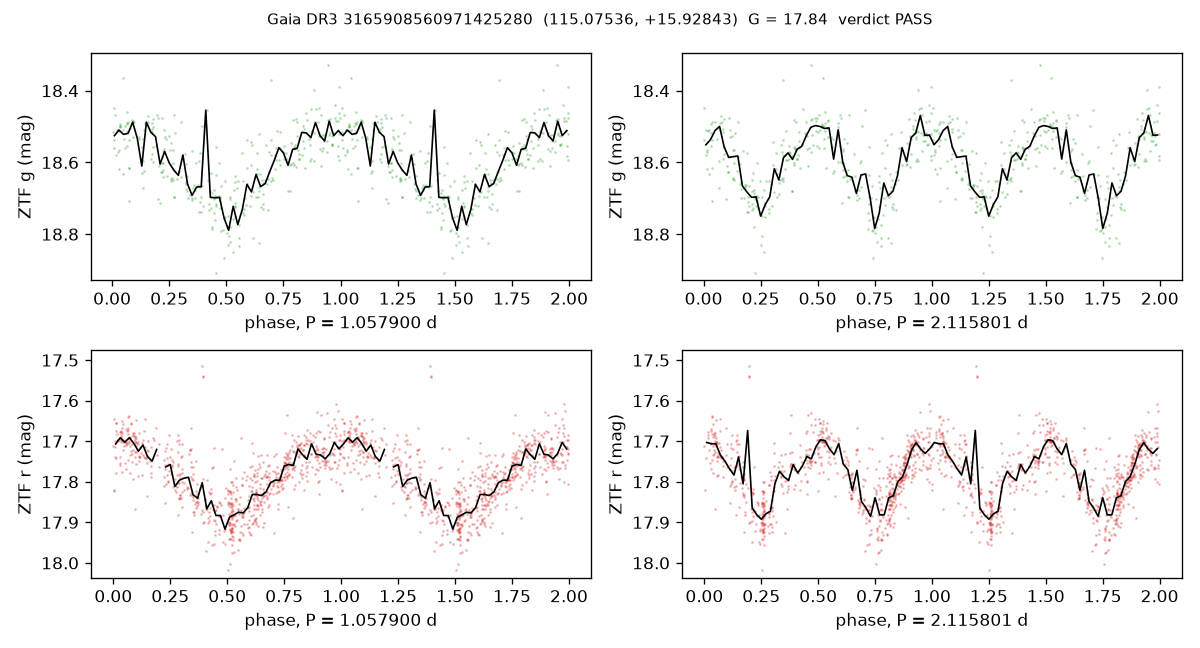 Gaia DR3 3165908560971425280  (115.07536, +15.92843)  G = 17.84  verdict PASS
ZTF g (mag)
18.4
18.6
18.8
0.00 0.25 0.50 0.75 1.00 1.25 1.50 1.75 2.00
phase, P = 1.057900 d
ZTF g (mag)
18.4
18.6
18.8
0.00 0.25 0.50 0.75 1.00 1.25 1.50 1.75 2.00
phase, P = 2.115801 d
ZTF r (mag)
17.5
17.6
17.7
17.8
17.9
18.0
0.00 0.25 0.50 0.75 1.00 1.25 1.50 1.75 2.00
phase, P = 1.057900 d
ZTF r (mag)
17.5
17.6
17.7
17.8
17.9
18.0
0.00 0.25 0.50 0.75 1.00 1.25 1.50 1.75 2.00
phase, P = 2.115801 d